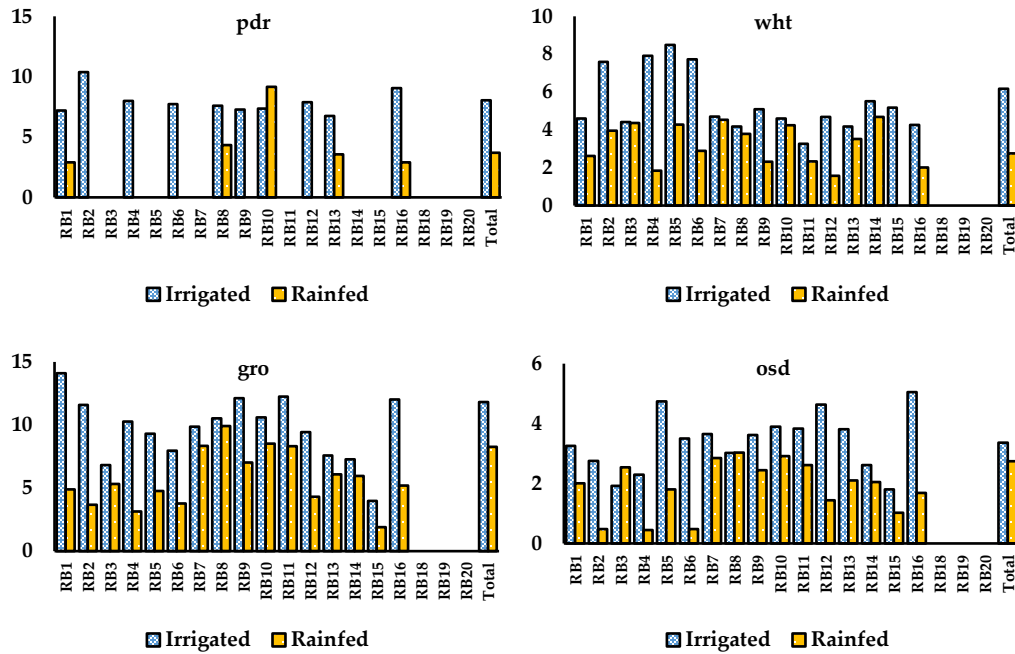 pdr
15
10
5
0
RB1 RB2 RB3 RB4 RB5 RB6 RB7 RB8 RB9 RB10 RB11 RB12 RB13 RB14 RB15 RB16 RB18 RB19 RB20 Total
Irrigated Rainfed
wht
10
8
6
4
2
0
RB1 RB2 RB3 RB4 RB5 RB6 RB7 RB8 RB9 RB10 RB11 RB12 RB13 RB14 RB15 RB16 RB18 RB19 RB20 Total
Irrigated Rainfed
gro
15
10
5
0
RB1 RB2 RB3 RB4 RB5 RB6 RB7 RB8 RB9 RB10 RB11 RB12 RB13 RB14 RB15 RB16 RB18 RB19 RB20 Total
Irrigated Rainfed
osd
6
4
2
0
RB1 RB2 RB3 RB4 RB5 RB6 RB7 RB8 RB9 RB10 RB11 RB12 RB13 RB14 RB15 RB16 RB18 RB19 RB20 Total
Irrigated Rainfed